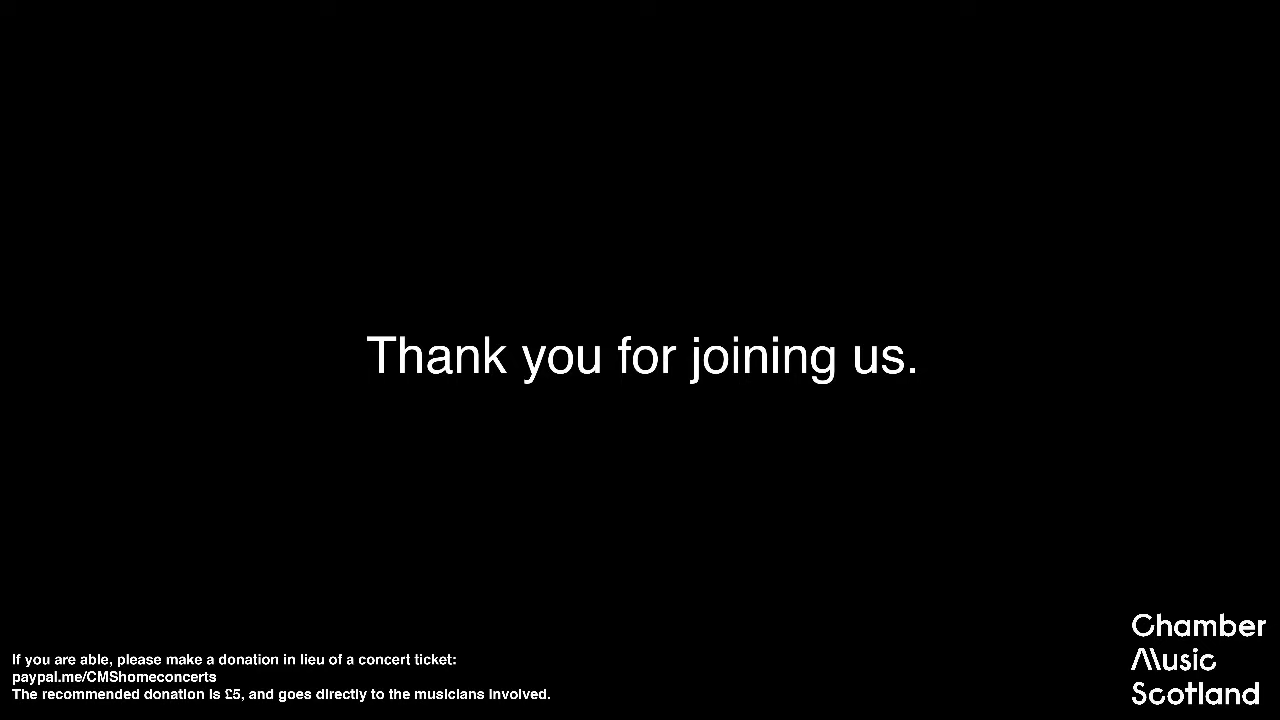 Thank you for joining us.
If you are able, please make a donation in lieu of a concert ticket:
paypal.me/CMShomeconcerts
The recommended donation is £5, and goes directly to the musicians involved.
Chamber
Music
Scotland